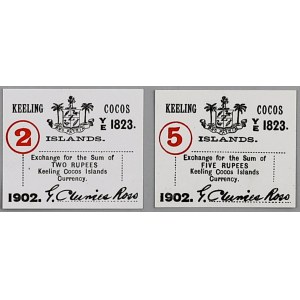 KEELING COCOS
YE 1823.
ISLANDS.
2
Exchange for the Sum of
TWO RUPEES
Keeling Cocos Islands
Currency.
1902. G. Clunies Ross
KEELING COCOS
YE 1823.
ISLANDS.
5
Exchange for the Sum of
FIVE RUPEES
Keeling Cocos Islands
Currency.
1902. G. Clunies Ross